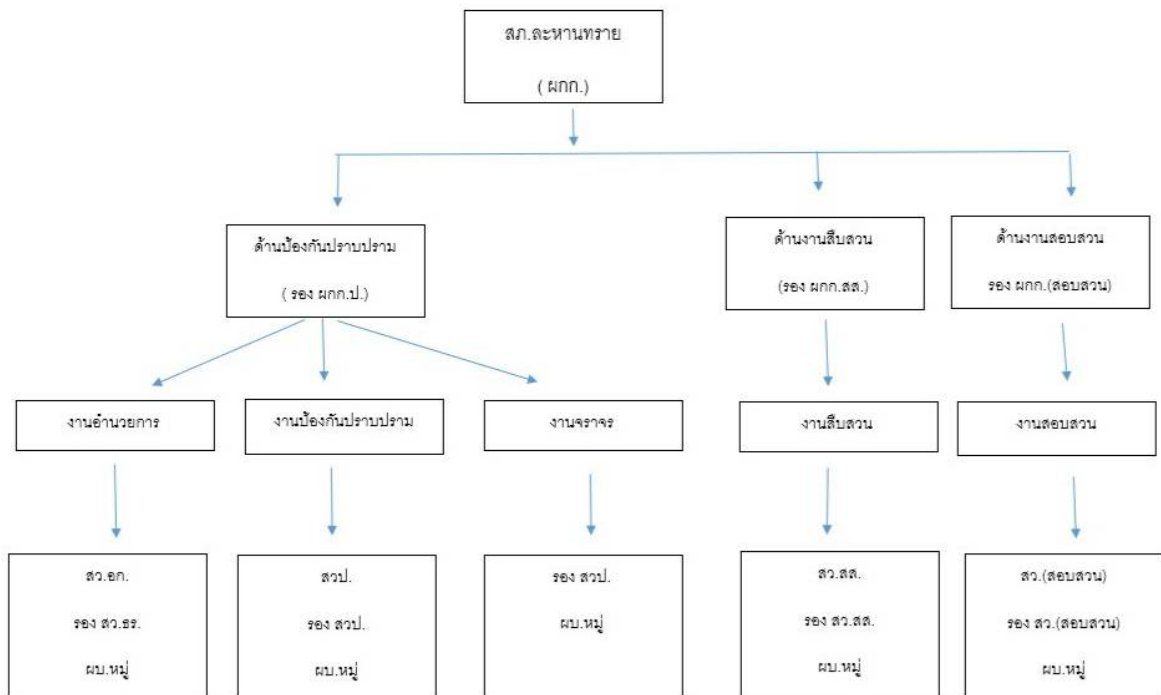 สภ.ละหานทราย
( ผกก.)
ด้านป้องกันปราบปราม
( รอง ผกก.ป.)
ด้านงานสืบสวน
(รอง ผกก.สส.)
ด้านงานสอบสวน
รอง ผกก.(สอบสวน)
งานอำนวยการ
งานป้องกันปราบปราม
งานจราจร
งานสืบสวน
งานสอบสวน
สว.อก.
รอง สว.ธร.
ผบ.หมู่
สวป.
รอง สวป.
ผบ.หมู่
รอง สวป.
ผบ.หมู่
สว.สส.
รอง สว.สส.
ผบ.หมู่
สว.(สอบสวน)
รอง สว.(สอบสวน)
ผบ.หมู่